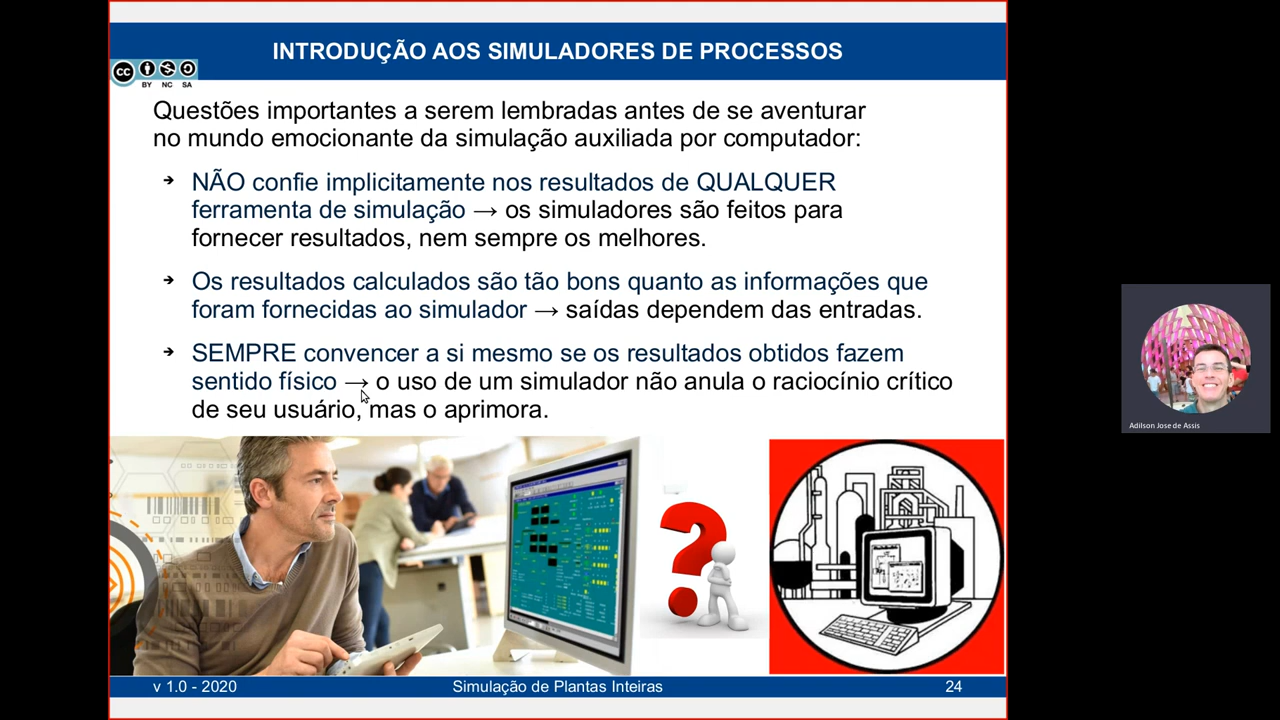 INTRODUÇÃO AOS SIMULADORES DE PROCESSOS
cc
BY NC SA
Questões importantes a serem lembradas antes de se aventurar
no mundo emocionante da simulação auxiliada por computador:
➔ NÃO confie implicitamente nos resultados de QUALQUER
ferramenta de simulação → os simuladores são feitos para
fornecer resultados, nem sempre os melhores.
➔ Os resultados calculados são tão bons quanto as informações que
foram fornecidas ao simulador → saídas dependem das entradas.
➔ SEMPRE convencer a si mesmo se os resultados obtidos fazem
sentido físico → o uso de um simulador não anula o raciocínio crítico
de seu usuário, mas o aprimora.
?
Adilson Jose de Assis
v 1.0 - 2020
Simulação de Plantas Inteiras
24